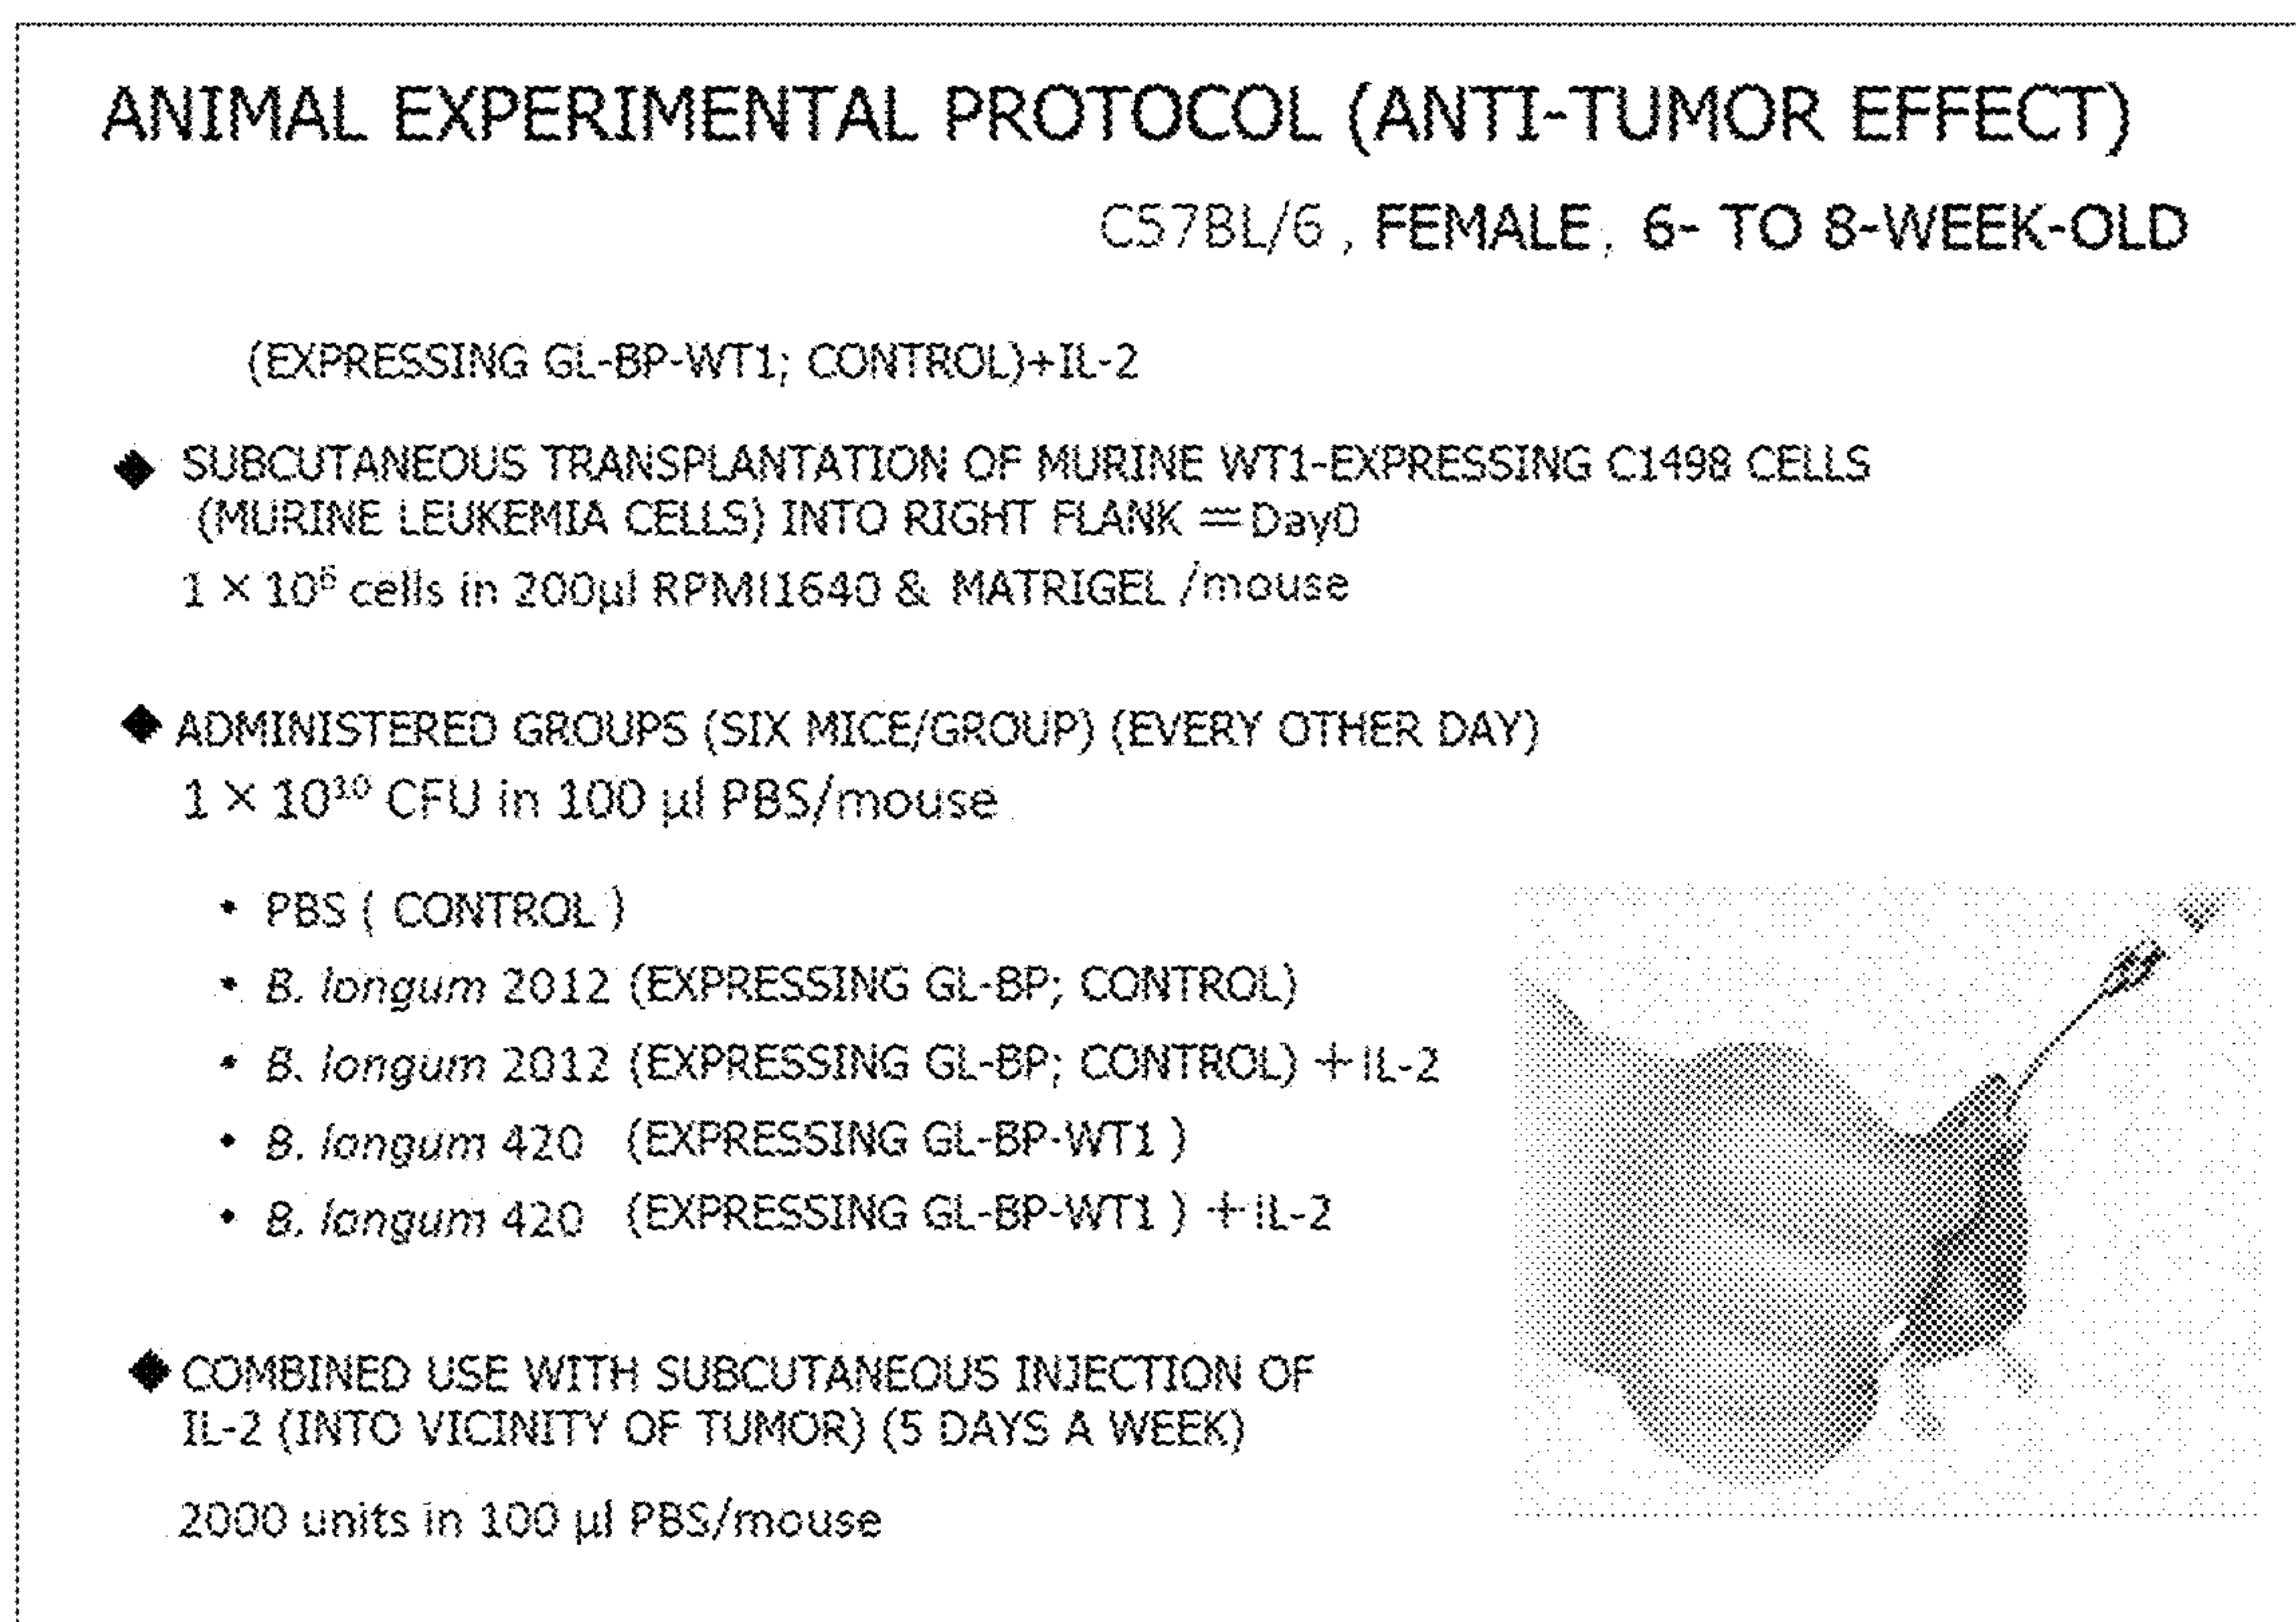 ANIMAL EXPERIMENTAL PROTOCOL (ANTI-TUMOR EFFECT)
C57BL/6 , FEMALE, 6- TO 8-WEEK-OLD
(EXPRESSING GL-BP-WT1; CONTROL)+IL-2
◆ SUBCUTANEOUS TRANSPLANTATION OF MURINE WT1-EXPRESSING C1498 CELLS
(MURINE LEUKEMIA CELLS) INTO RIGHT FLANK =Day0
1 × 10⁶ cells in 200µl RPMI1640 & MATRIGEL /mouse
◆ ADMINISTERED GROUPS (SIX MICE/GROUP) (EVERY OTHER DAY)
1 × 10¹⁰ CFU in 100 µl PBS/mouse
• PBS ( CONTROL )
• B. longum 2012 (EXPRESSING GL-BP; CONTROL)
• B. longum 2012 (EXPRESSING GL-BP; CONTROL) +IL-2
• B. longum 420 (EXPRESSING GL-BP-WT1 )
• B. longum 420 (EXPRESSING GL-BP-WT1 ) +IL-2
◆ COMBINED USE WITH SUBCUTANEOUS INJECTION OF
IL-2 (INTO VICINITY OF TUMOR) (5 DAYS A WEEK)
2000 units in 100 µl PBS/mouse